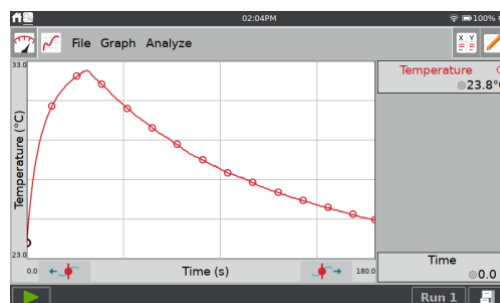 02:04PM
100%
File Graph Analyze
X Y
33.0
Temperature (°C)
23.0
0.0
Time (s)
180.0
Temperature
23.8°
Time
0.0
Run 1